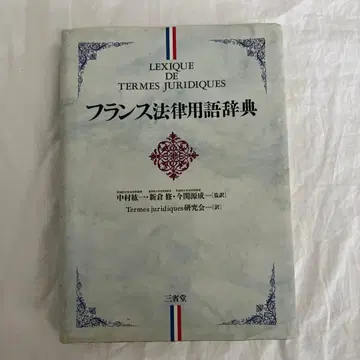 LEXIQUE
DE
TERMES JURIDIQUES
フランス法律用語辞典
中村紘一・新倉 修・今関源成―[監訳]
Termes juridiques研究会―[訳]
三省堂